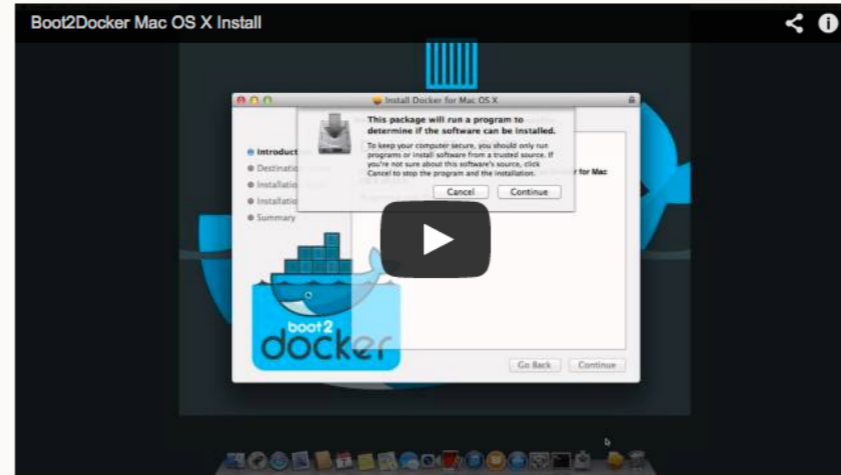 Boot2Docker Mac OS X Install
Install Docker for Mac OS X
This package will run a program to
determine if the software can be installed.
To keep your computer secure, you should only run
programs or install software from a trusted source. If
you're not sure about this software's source, click
Cancel to stop the program and the installation.
Cancel
Continue
Introduct
Destinatio
Installatio
Installatio
Summary
r for Mac
boot2
docker
Go Back
Continue